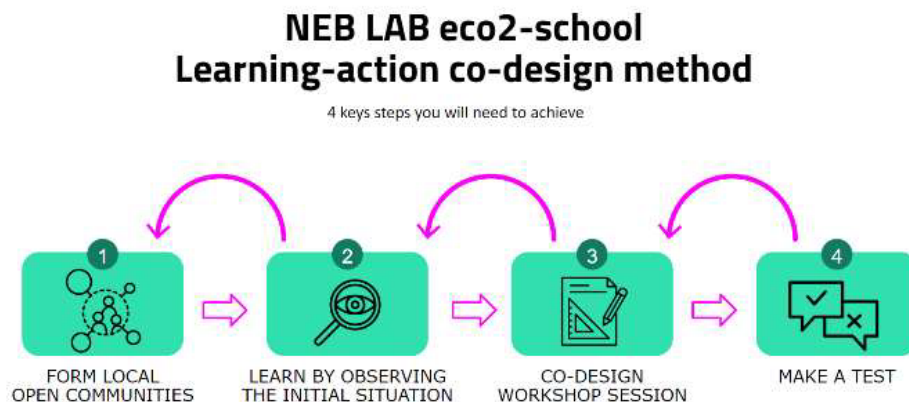 NEB LAB eco2-school
Learning-action co-design method
4 keys steps you will need to achieve
1
2
3
4
FORM LOCAL
OPEN COMMUNITIES
LEARN BY OBSERVING
THE INITIAL SITUATION
CO-DESIGN
WORKSHOP SESSION
MAKE A TEST